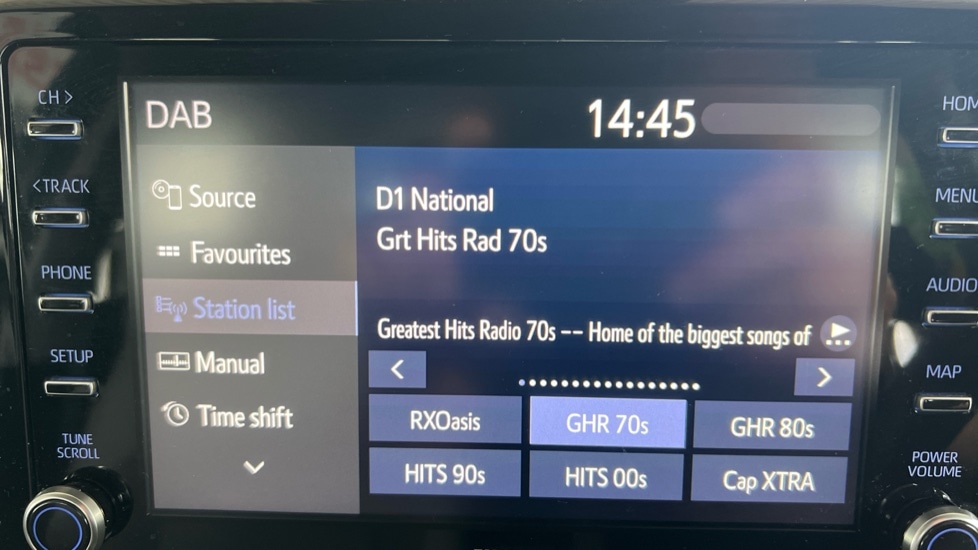 CH >
<TRACK
PHONE
SETUP
TUNE
SCROLL
DAB
14:45
Source
Favourites
Station list
Manual
Time shift
D1 National
Grt Hits Rad 70s
Greatest Hits Radio 70s -- Home of the biggest songs of
<
>
RXOasis
GHR 70s
GHR 80s
HITS 90s
HITS 00s
Cap XTRA
HOM
MENU
AUDIO
MAP
POWER
VOLUME